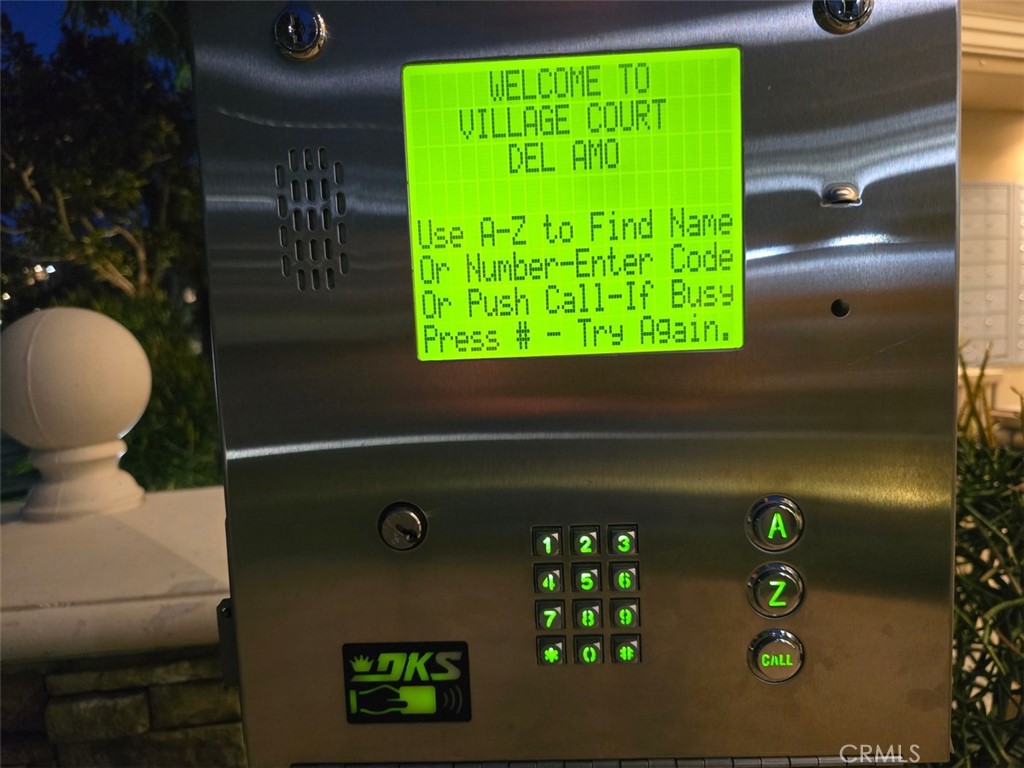 WELCOME TO
VILLAGE COURT
DEL AMO
Use A-Z to Find Name
Or Number-Enter Code
Or Push Call-If Busy
Press # - Try Again.
1 2 3
4 5 6
7 8 9
* 0 #
A
Z
CALL
DKS
CRMLS